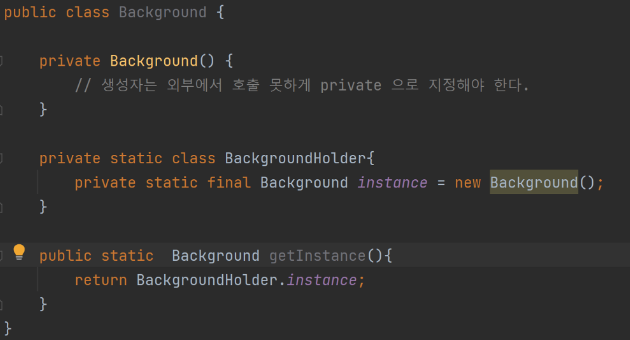 public class Background {
private Background() {
// 생성자는 외부에서 호출 못하게 private 으로 지정해야 한다.
}
private static class BackgroundHolder{
private static final Background instance = new Background();
}
public static  Background getInstance(){
return BackgroundHolder.instance;
}
}